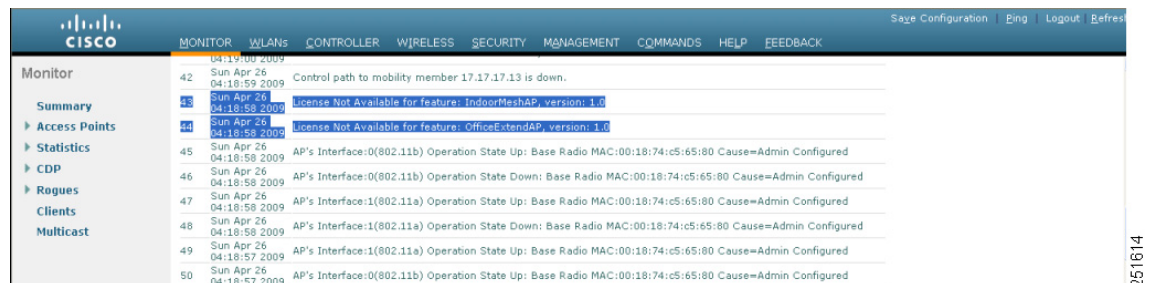 Save Configuration | Ping | Logout | Refresh
CISCO
MONITOR WLANs CONTROLLER WIRELESS SECURITY MANAGEMENT COMMANDS HELP FEEDBACK
Monitor
Summary
Access Points
Statistics
CDP
Rogues
Clients
Multicast
04:19:00 2009
42 Sun Apr 26 04:18:59 2009 Control path to mobility member 17.17.17.13 is down.
43 Sun Apr 26 04:18:58 2009 License Not Available for feature: IndoorMeshAP, version: 1.0
44 Sun Apr 26 04:18:58 2009 License Not Available for feature: OfficeExtendAP, version: 1.0
45 Sun Apr 26 04:18:58 2009 AP's Interface:0(802.11b) Operation State Up: Base Radio MAC:00:18:74:c5:65:80 Cause=Admin Configured
46 Sun Apr 26 04:18:58 2009 AP's Interface:0(802.11b) Operation State Down: Base Radio MAC:00:18:74:c5:65:80 Cause=Admin Configured
47 Sun Apr 26 04:18:58 2009 AP's Interface:1(802.11a) Operation State Up: Base Radio MAC:00:18:74:c5:65:80 Cause=Admin Configured
48 Sun Apr 26 04:18:58 2009 AP's Interface:1(802.11a) Operation State Down: Base Radio MAC:00:18:74:c5:65:80 Cause=Admin Configured
49 Sun Apr 26 04:18:57 2009 AP's Interface:0(802.11b) Operation State Up: Base Radio MAC:00:18:74:c5:65:80 Cause=Admin Configured
50 Sun Apr 26 04:18:57 2009 AP's Interface:0(802.11b) Operation State Down: Base Radio MAC:00:18:74:c5:65:80 Cause=Admin Configured
251614